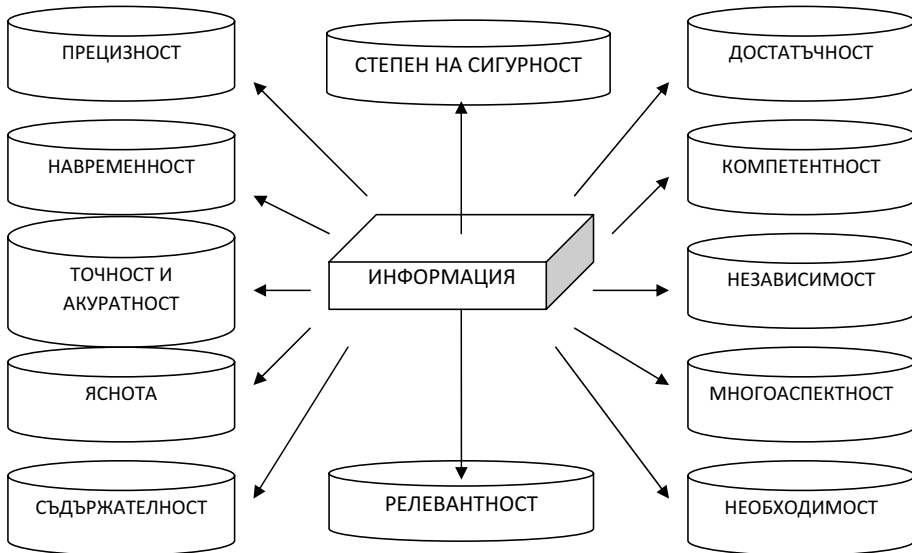 ПРЕЦИЗНОСТ
СТЕПЕН НА СИГУРНОСТ
ДОСТАТЪЧНОСТ
НАВРЕМЕННОСТ
КОМПЕТЕНТНОСТ
ТОЧНОСТ И
АКУРАТНОСТ
ИНФОРМАЦИЯ
НЕЗАВИСИМОСТ
ЯСНОТА
МНОГОАСПЕКТНОСТ
СЪДЪРЖАТЕЛНОСТ
РЕЛЕВАНТНОСТ
НЕОБХОДИМОСТ